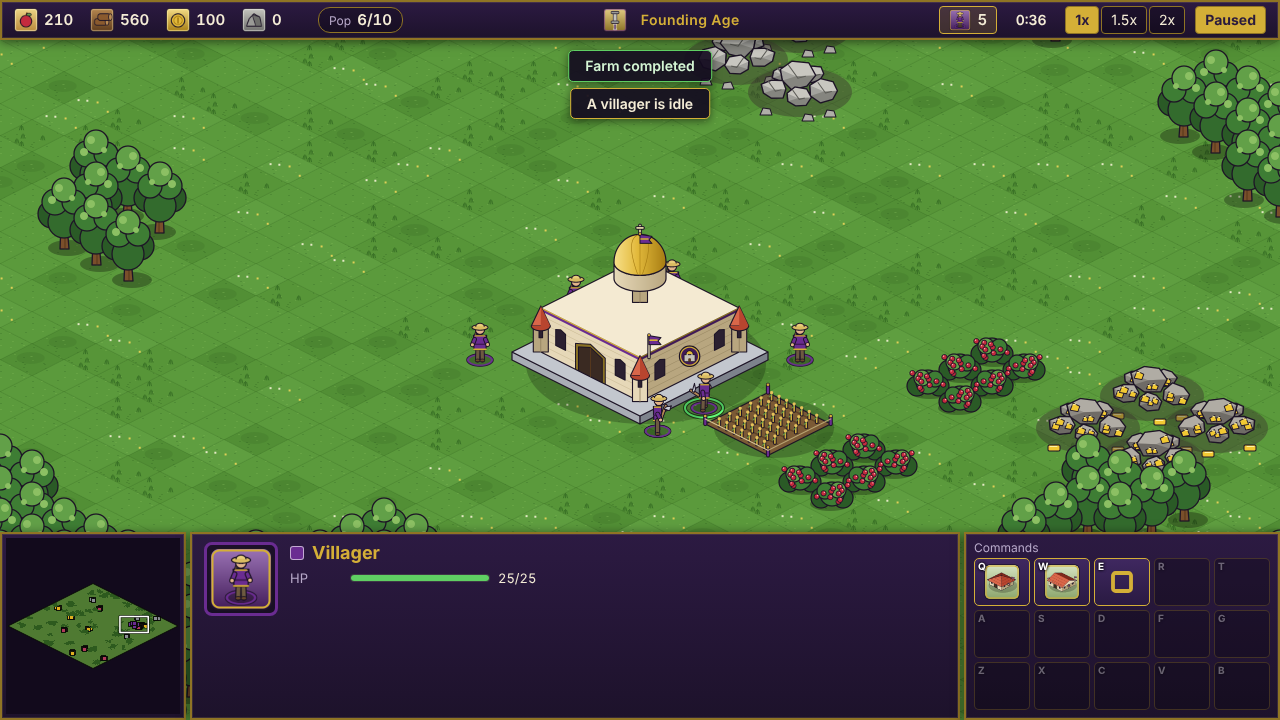 210 560 100 0 Pop 6/10 Founding Age 5 0:36 1x 1.5x 2x Paused
Farm completed
A villager is idle
Villager
HP 25/25
Commands
Q W E R T
A S D F G
Z X C V B